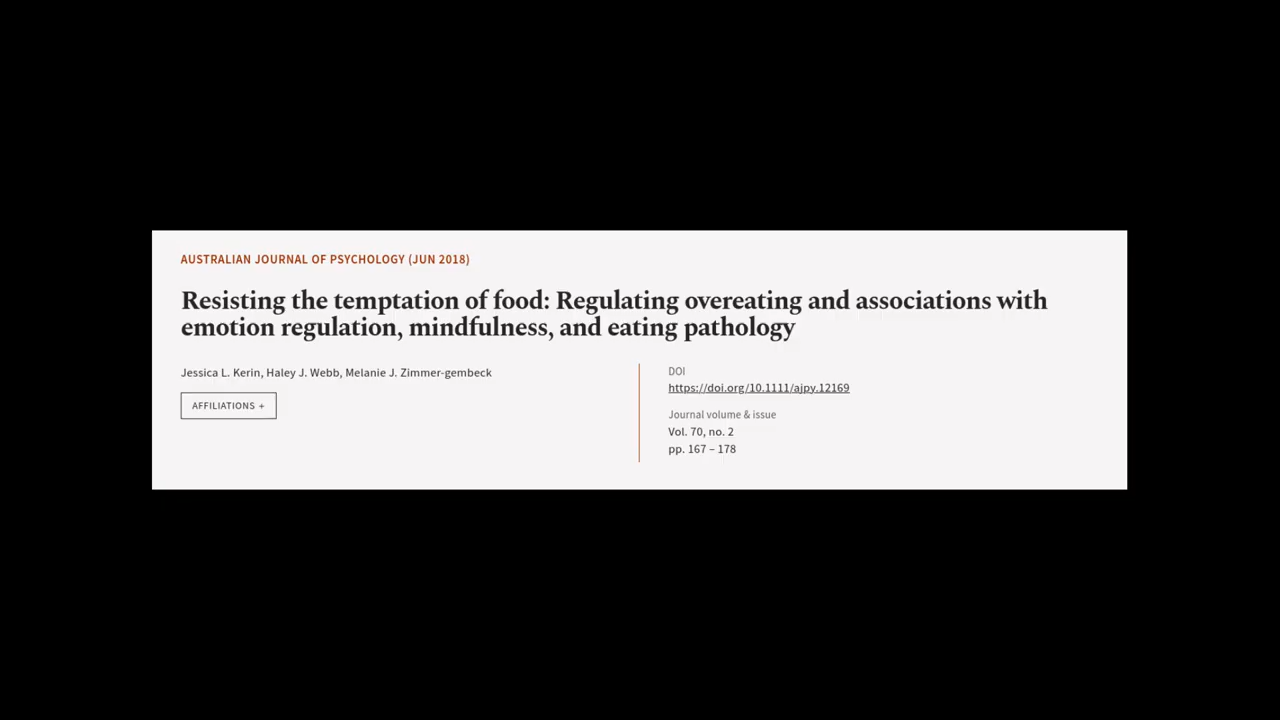 AUSTRALIAN JOURNAL OF PSYCHOLOGY (JUN 2018)
Resisting the temptation of food: Regulating overeating and associations with
emotion regulation, mindfulness, and eating pathology
Jessica L. Kerin, Haley J. Webb, Melanie J. Zimmer-gembeck
AFFILIATIONS +
DOI
https://doi.org/10.1111/ajpy.12169
Journal volume & issue
Vol. 70, no. 2
pp. 167 – 178